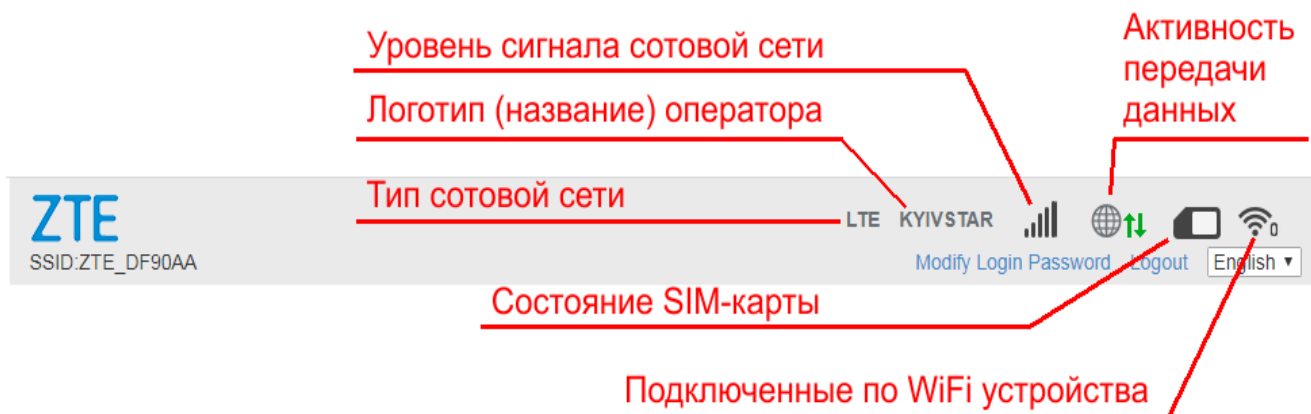 Уровень сигнала сотовой сети
Активность
передачи
данных
Логотип (название) оператора
Тип сотовой сети
ZTE
LTE KYIVSTAR
0
SSID:ZTE_DF90AA
Modify Login Password Logout English
Состояние SIM-карты
Подключенные по WiFi устройства